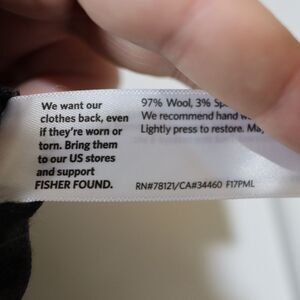 We want our
clothes back, even
if they're worn or
torn. Bring them
to our US stores
and support
FISHER FOUND.
97% Wool, 3%
We recommend hand
Lightly press to restore.
RN#78121/CA#34460 F17PML